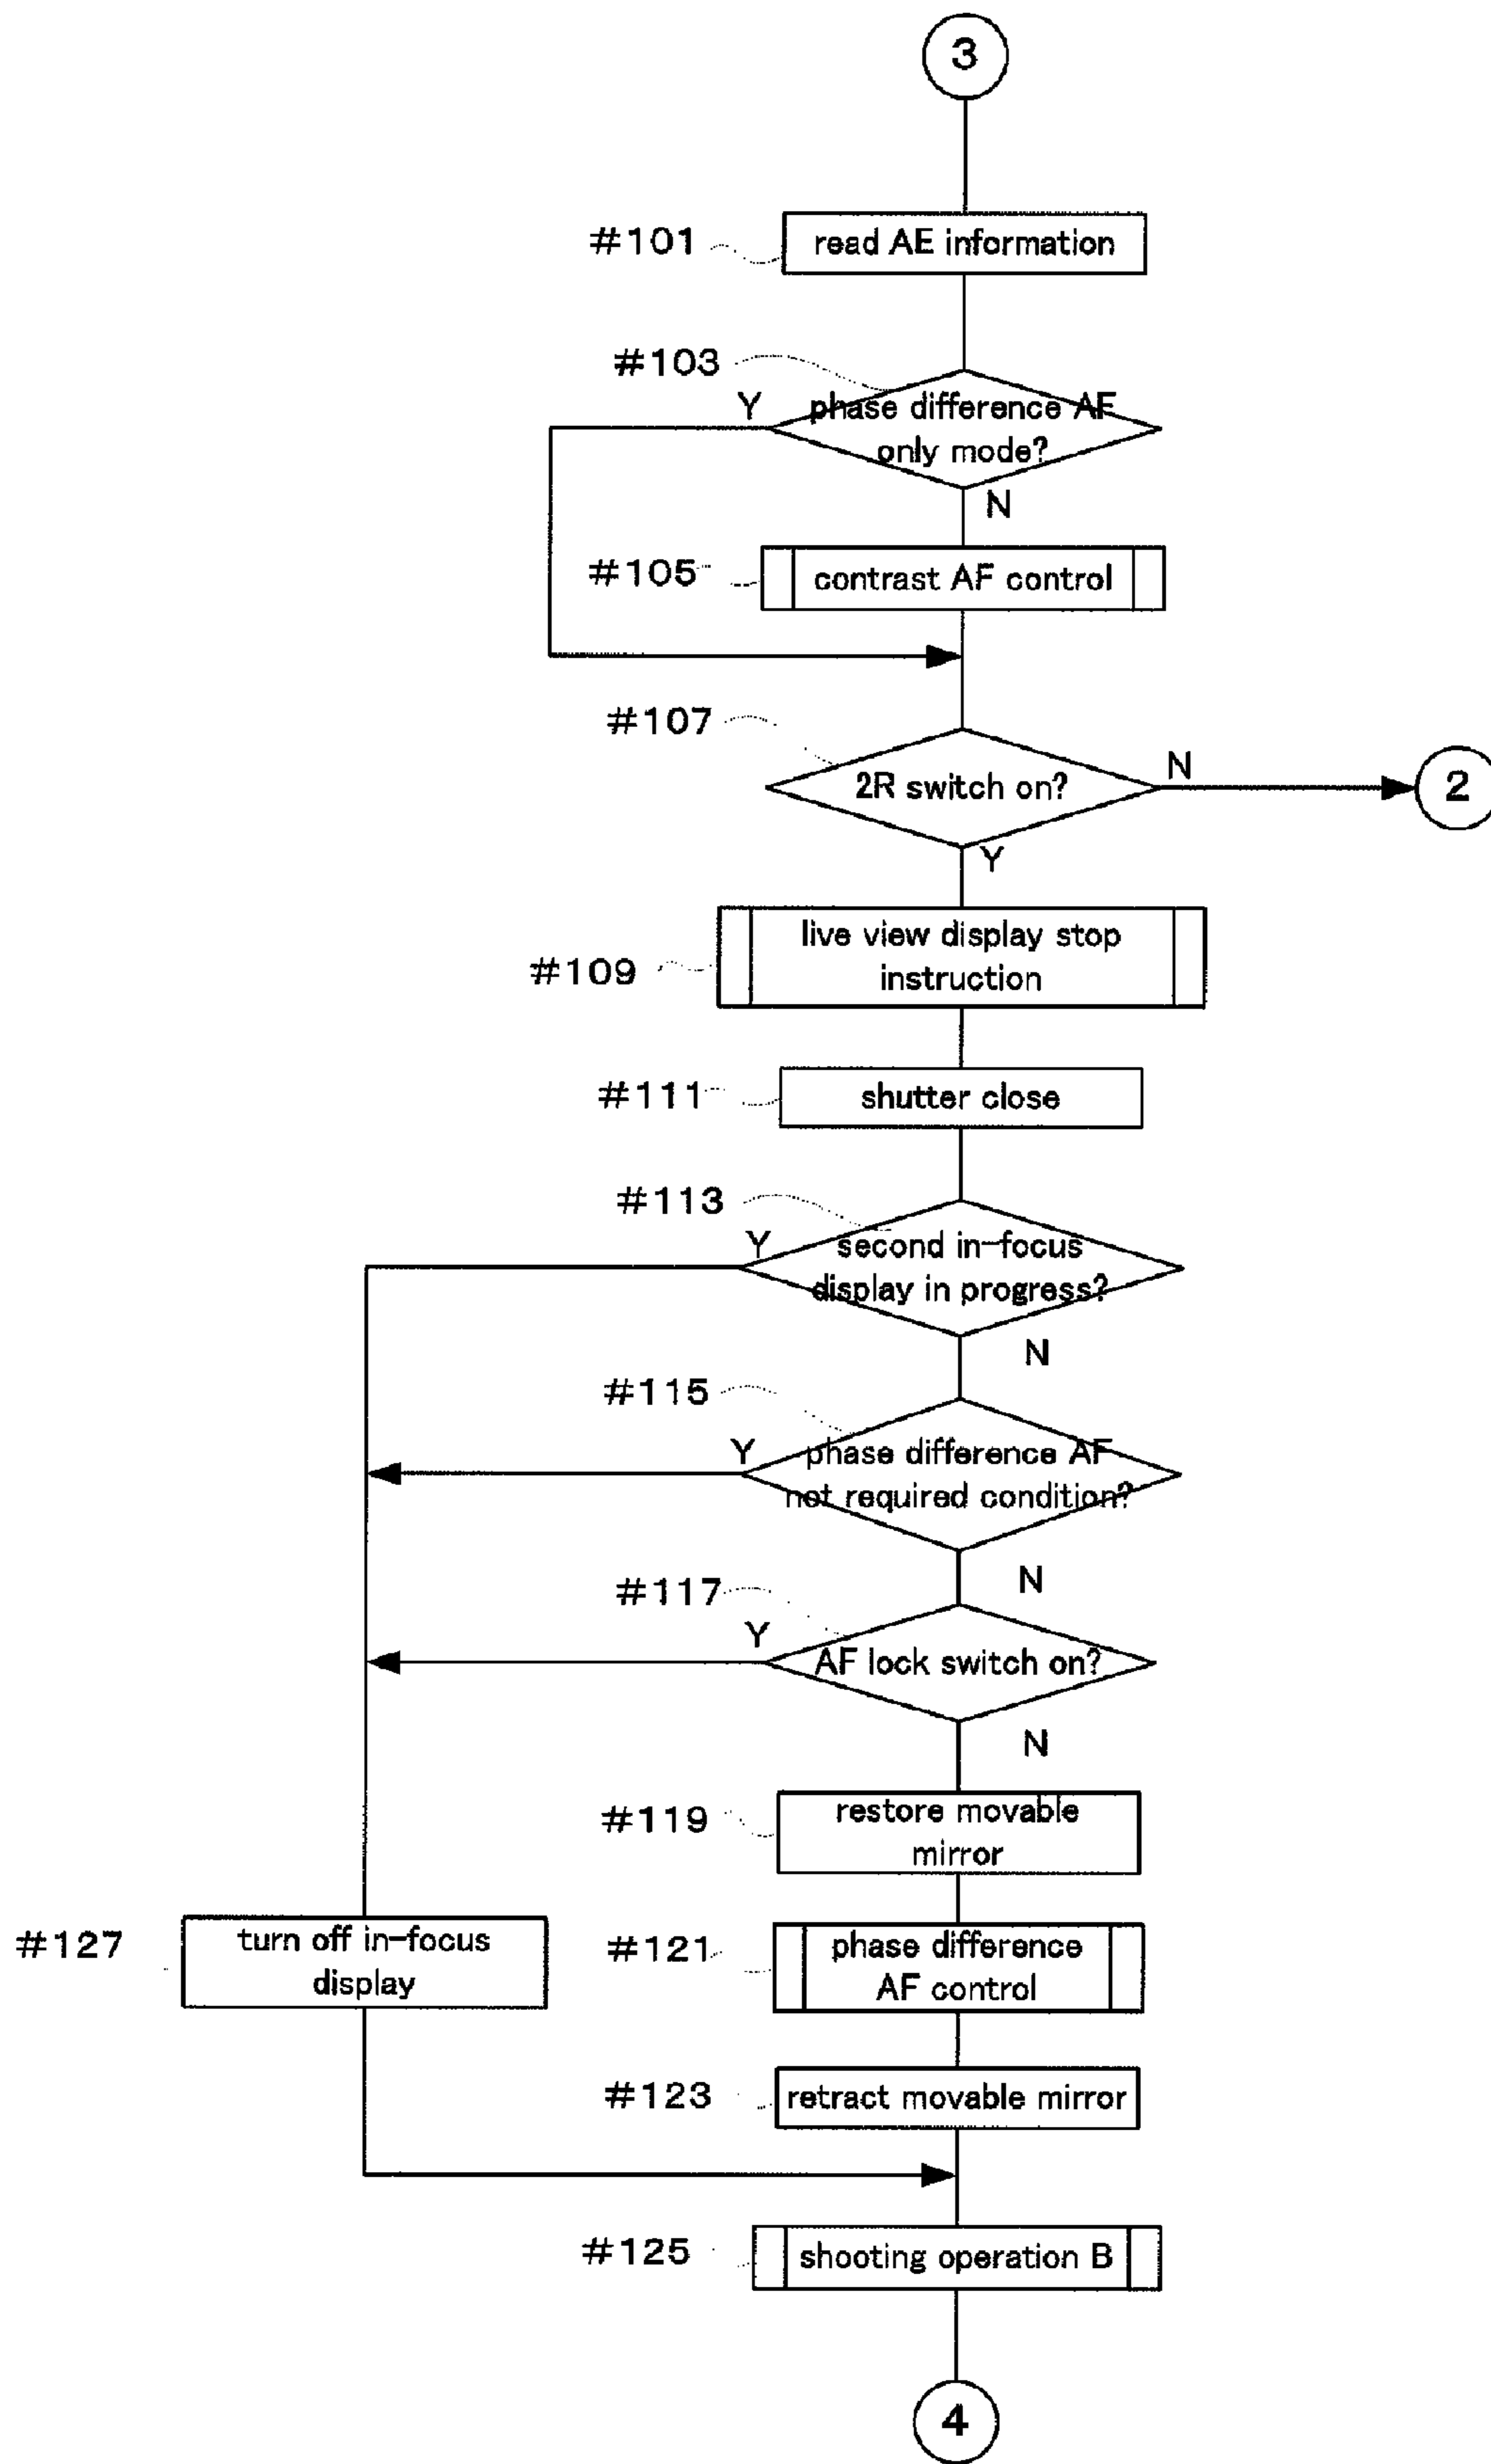 3
#101
read AE information
#103
Y
phase difference AF
only mode?
N
#105
contrast AF control
#107
2R switch on?
N
2
Y
#109
live view display stop
instruction
#111
shutter close
#113
Y
second in-focus
display in progress?
N
#115
Y
phase difference AF
not required condition?
N
#117
Y
AF lock switch on?
N
#119
restore movable
mirror
#127
turn off in-focus
display
#121
phase difference
AF control
#123
retract movable mirror
#125
shooting operation B
4